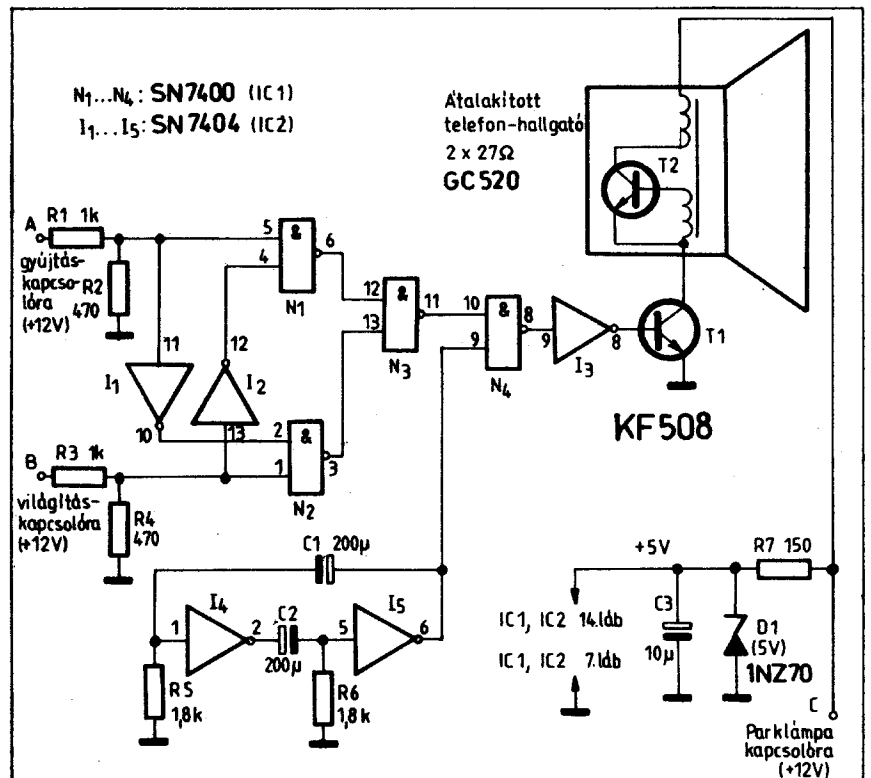 N1...N4: SN7400 (IC1)
I1...I5: SN7404 (IC2)
Átalakított
telefon-hallgató
2 x 27Ω
GC520
T2
A
R1 1k
gyújtás-
kapcso-
lóra
(+12V)
R2
470
5
&
6
4
N1
12
&
11
13
N3
10
&
8
9
N4
9
I3
8
T1
KF508
11
I1
10
12
I2
13
2
&
3
1
N2
B
R3 1k
világítás-
kapcsolóra
(+12V)
R4
470
C1 200µ
1
I4
2
C2
200µ
5
I5
6
R5
1,8k
R6
1,8k
+5V
R7 150
IC1, IC2 14.láb
IC1, IC2 7.láb
C3
10µ
D1
(5V)
1NZ70
C
Parklámpa
kapcsolóra
(+12V)